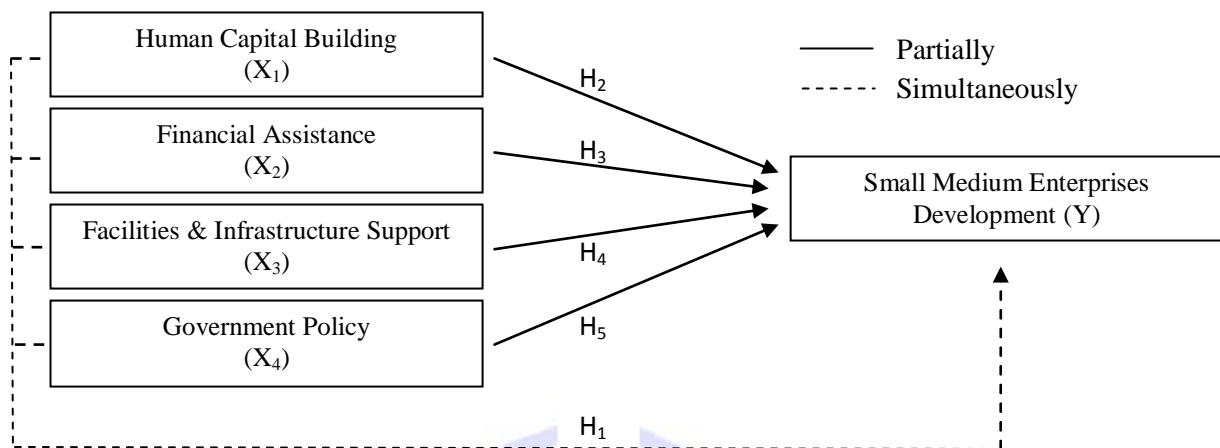 Human Capital Building
(X₁)
Financial Assistance
(X₂)
Facilities & Infrastructure Support
(X₃)
Government Policy
(X₄)
H₂
H₃
H₄
H₅
H₁
Partially
Simultaneously
Small Medium Enterprises
Development (Y)